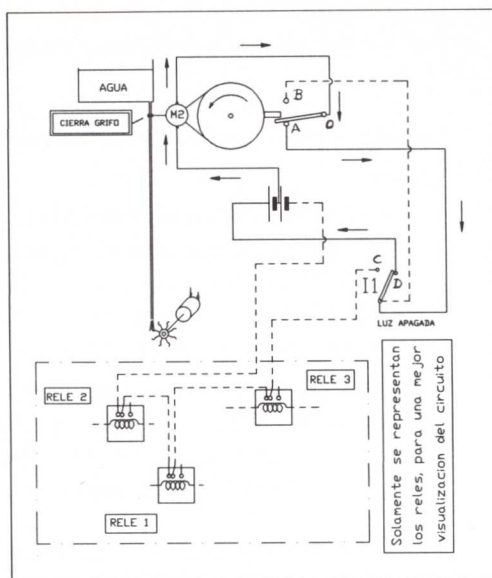 AGUA
CIERRA GRIFO
M2
B
A
O
C
I1
D
LUZ APAGADA
RELE 2
RELE 3
RELE 1
Solamente se representan
los reles, para una mejor
visualizacion del circuito